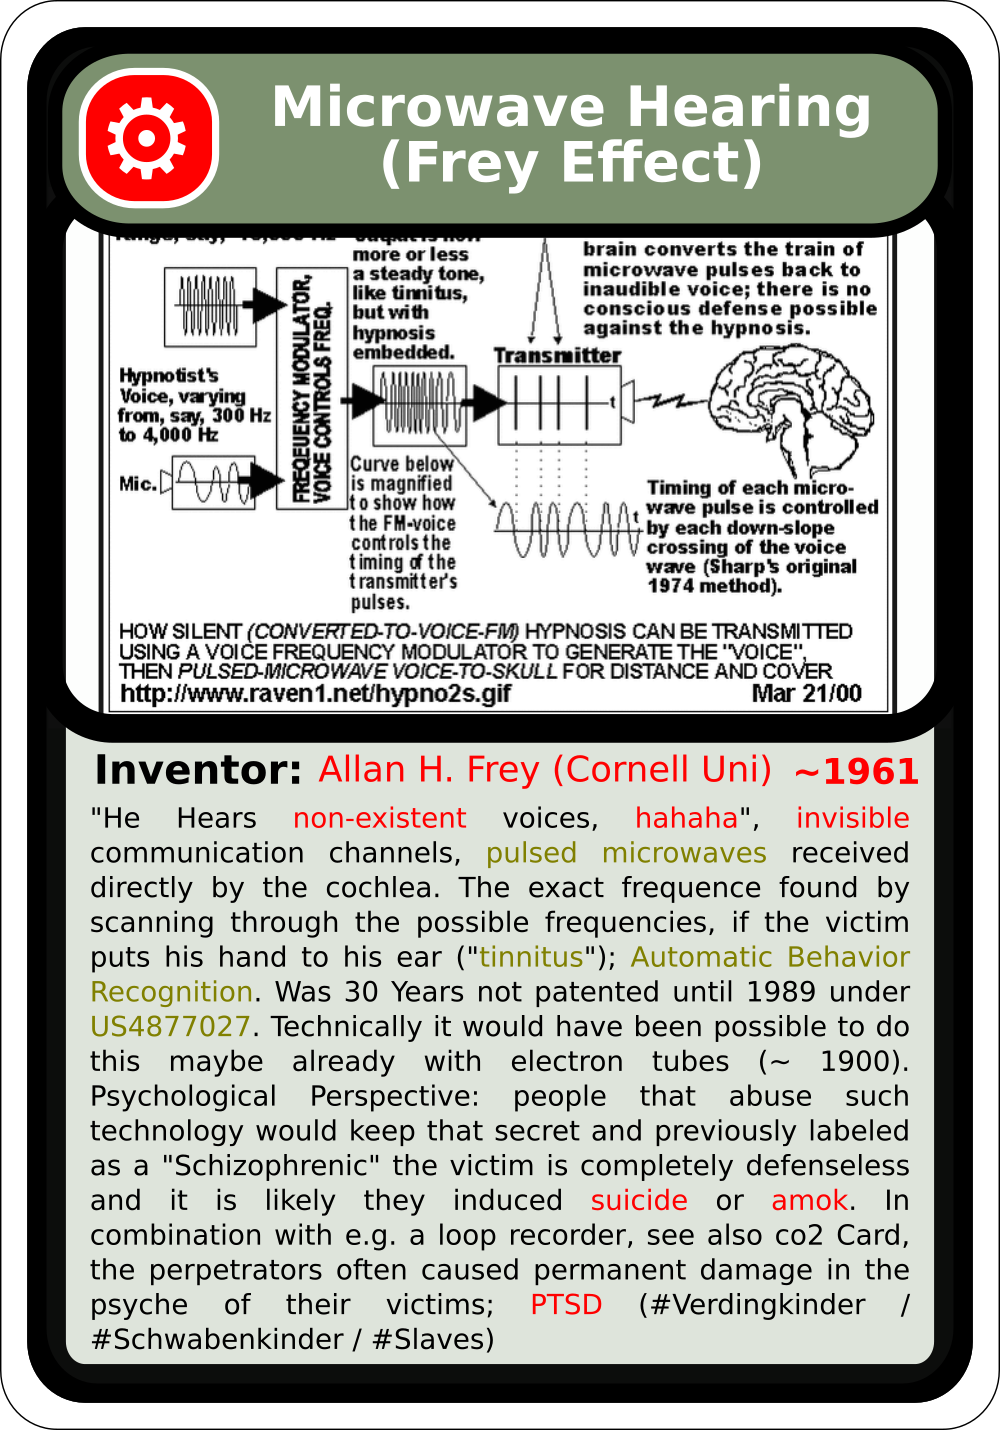 Microwave Hearing
(Frey Effect)
more or less
a steady tone,
like tinnitus,
but with
hypnosis
embedded.
brain converts the train of
microwave pulses back to
inaudible voice; there is no
conscious defense possible
against the hypnosis.
Transmitter
FREQEUENCY MODULATOR,
VOICE CONTROLS FREQ.
Hypnotist's
Voice, varying
from, say, 300 Hz
to 4,000 Hz
Mic.
t
Curve below
is magnified
to show how
the FM-voice
controls the
timing of the
transmitter's
pulses.
t
Timing of each micro-
wave pulse is controlled
by each down-slope
crossing of the voice
wave (Sharp's original
1974 method).
HOW SILENT (CONVERTED-TO-VOICE-FM) HYPNOSIS CAN BE TRANSMITTED
USING A VOICE FREQUENCY MODULATOR TO GENERATE THE "VOICE",
THEN PULSED-MICROWAVE VOICE-TO-SKULL FOR DISTANCE AND COVER
http://www.raven1.net/hypno2s.gif Mar 21/00
Inventor: Allan H. Frey (Cornell Uni) ~1961
"He Hears non-existent voices, hahaha", invisible
communication channels, pulsed microwaves received
directly by the cochlea. The exact frequence found by
scanning through the possible frequencies, if the victim
puts his hand to his ear ("tinnitus"); Automatic Behavior
Recognition. Was 30 Years not patented until 1989 under
US4877027. Technically it would have been possible to do
this maybe already with electron tubes (~ 1900).
Psychological Perspective: people that abuse such
technology would keep that secret and previously labeled
as a "Schizophrenic" the victim is completely defenseless
and it is likely they induced suicide or amok. In
combination with e.g. a loop recorder, see also co2 Card,
the perpetrators often caused permanent damage in the
psyche of their victims; PTSD (#Verdingkinder /
#Schwabenkinder / #Slaves)